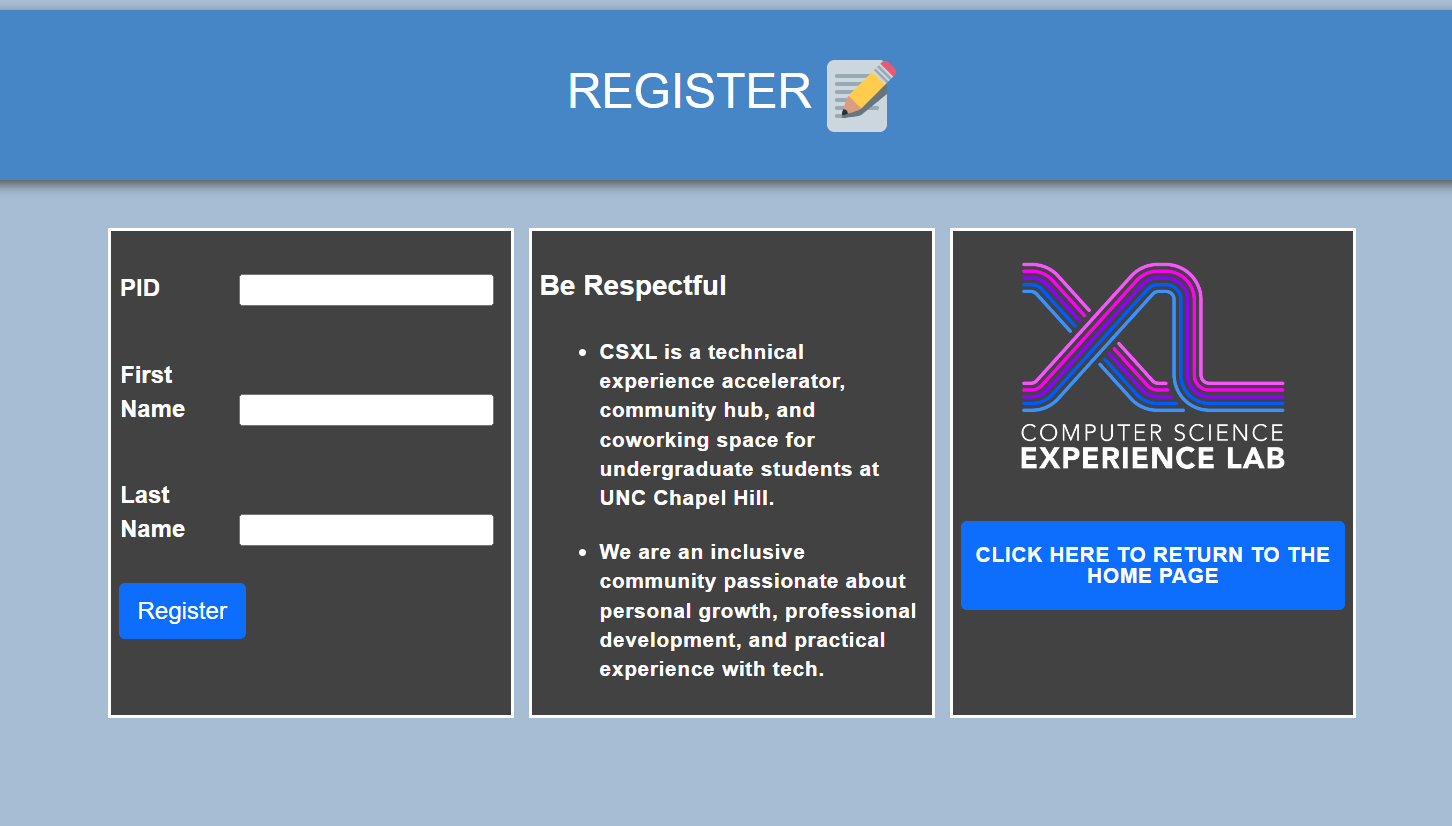 REGISTER
PID
First
Name
Last
Name
Register
Be Respectful
CSXL is a technical
experience accelerator,
community hub, and
coworking space for
undergraduate students at
UNC Chapel Hill.
We are an inclusive
community passionate about
personal growth, professional
development, and practical
experience with tech.
XL
COMPUTER SCIENCE
EXPERIENCE LAB
CLICK HERE TO RETURN TO THE
HOME PAGE